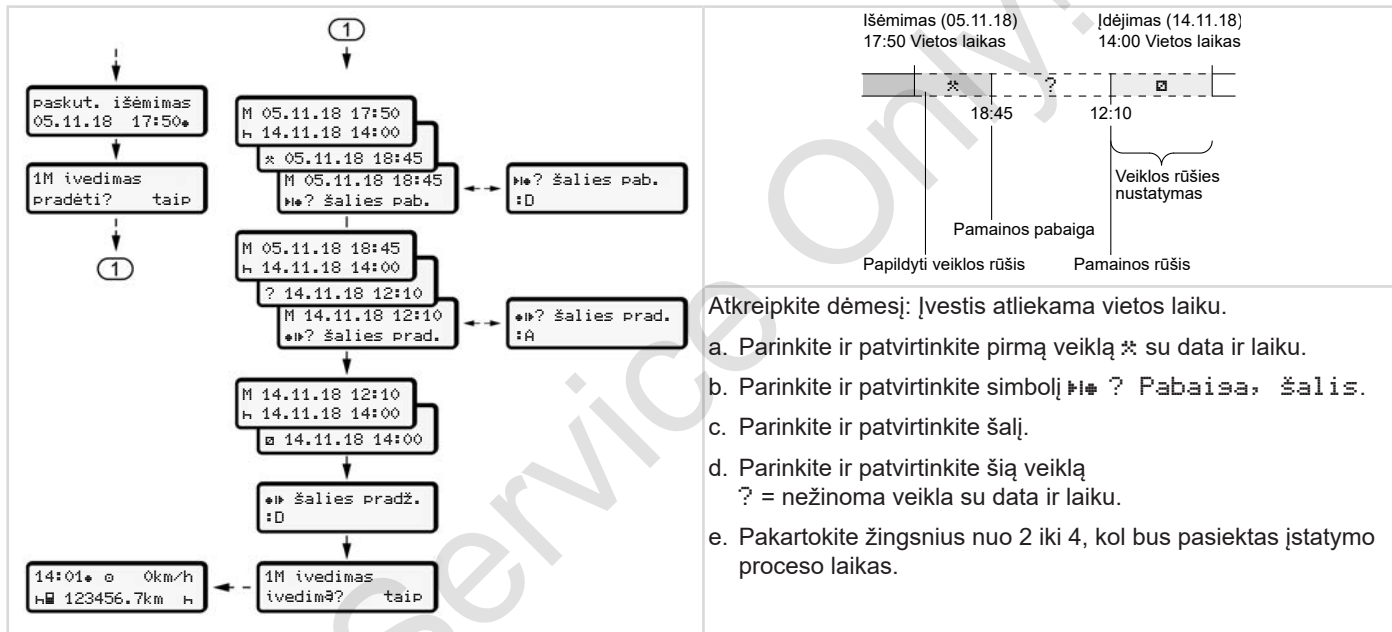 1
paskut. išėmimas
05.11.18 17:50
1M ivedimas
pradėti? taip
1
M 05.11.18 17:50
14.11.18 14:00
05.11.18 18:45
M 05.11.18 18:45
? šalies pab.
? šalies pab.
:D
M 05.11.18 18:45
14.11.18 14:00
? 14.11.18 12:10
M 14.11.18 12:10
? šalies prad.
? šalies prad.
:A
M 14.11.18 12:10
14.11.18 14:00
14.11.18 14:00
šalies pradž.
:D
1M ivedimas
taip
14:01 0km/h
123456.7km
Išėmimas (05.11.18)
17:50 Vietos laikas
Įdėjimas (14.11.18)
14:00 Vietos laikas
?
18:45
12:10
Veiklos rūšies
nustatymas
Pamainos pabaiga
Papildyti veiklos rūšis
Pamainos rūšis
Atkreipkite dėmesį: Įvestis atliekama vietos laiku.
a. Parinkite ir patvirtinkite pirmą veiklą su data ir laiku.
b. Parinkite ir patvirtinkite simbolį ? Pabaiga, šalis.
c. Parinkite ir patvirtinkite šalį.
d. Parinkite ir patvirtinkite šią veiklą
? = nežinoma veikla su data ir laiku.
e. Pakartokite žingsnius nuo 2 iki 4, kol bus pasiektas įstatymo
proceso laikas.
Service Only!